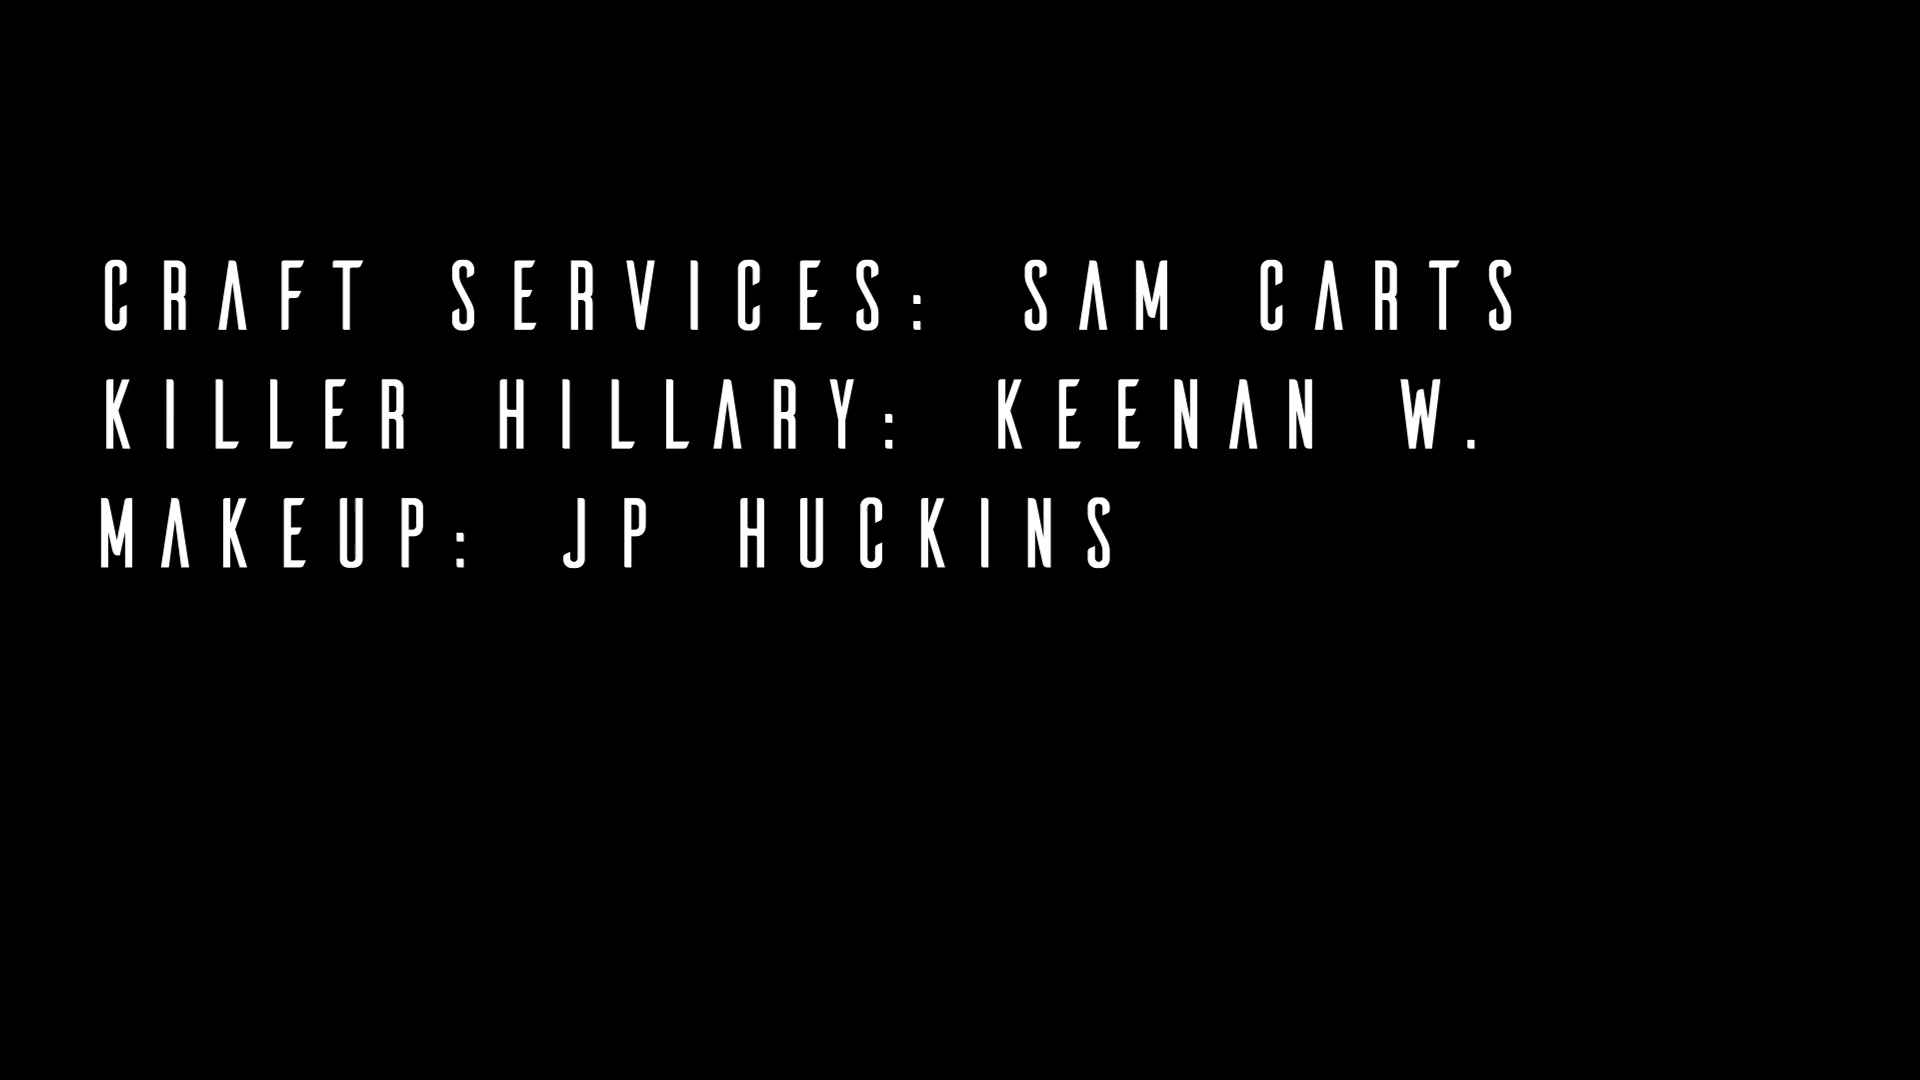 CRAFT SERVICES: SAM CARTS
KILLER HILLARY: KEENAN W.
MAKEUP: JP HUCKINS